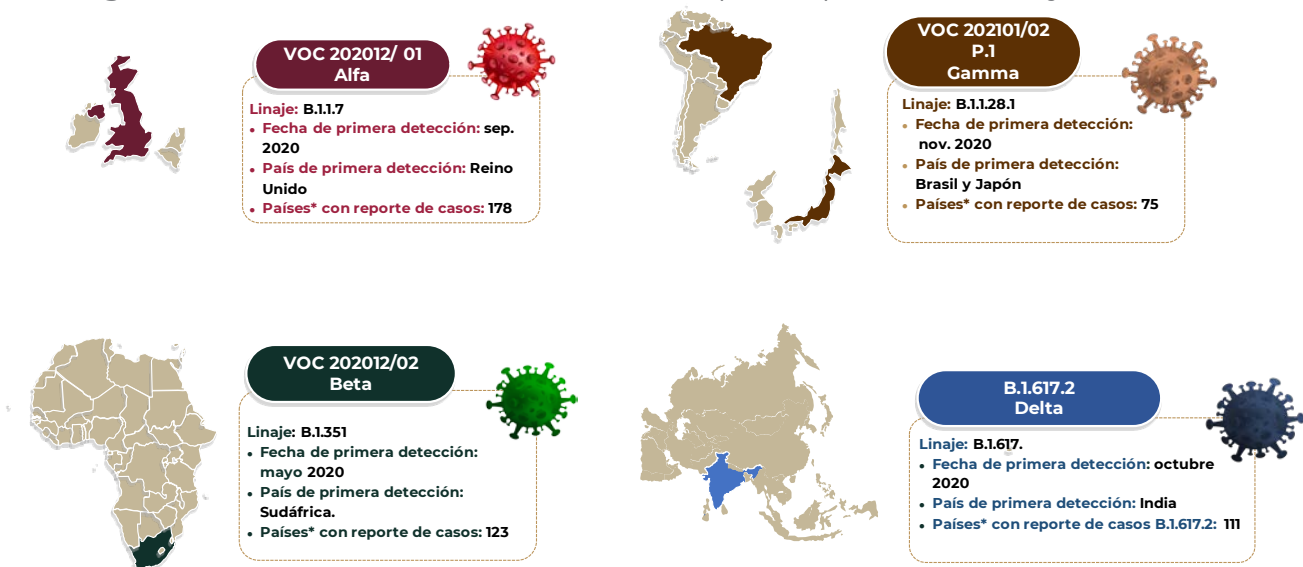 VOC 202012/ 01
Alfa
Linaje: B.1.1.7
• Fecha de primera detección: sep.
2020
• País de primera detección: Reino
Unido
• Países* con reporte de casos: 178
VOC 202101/02
P.1
Gamma
Linaje: B.1.1.28.1
• Fecha de primera detección:
nov. 2020
• País de primera detección:
Brasil y Japón
• Países* con reporte de casos: 75
VOC 202012/02
Beta
Linaje: B.1.351
• Fecha de primera detección:
mayo 2020
• País de primera detección:
Sudáfrica.
• Países* con reporte de casos: 123
B.1.617.2
Delta
Linaje: B.1.617.
• Fecha de primera detección: octubre
2020
• País de primera detección: India
• Países* con reporte de casos B.1.617.2: 111